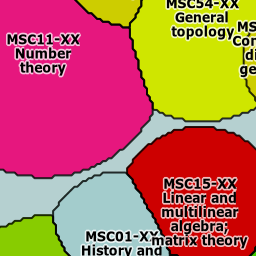 MSC54-XX
General
topology
MSC11-XX
Number
theory
MSC15-XX
Linear and
multilinear
algebra;
matrix theory
MSC01-XX
History and